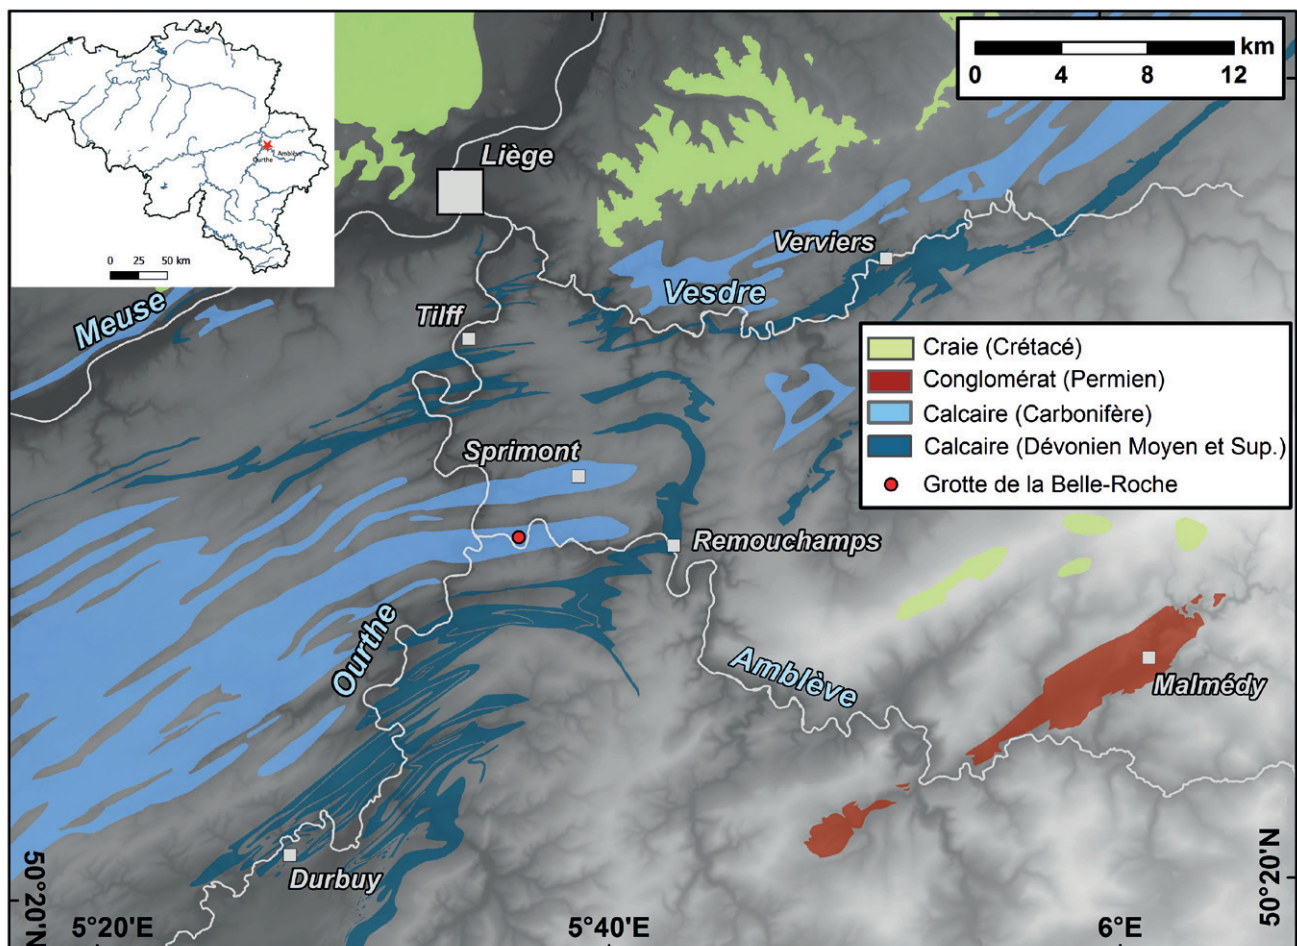 Ourthe
Amblève
0 25 50 km
km
0 4 8 12
Liège
Verviers
Vesdre
Meuse
Tilff
Craie (Crétacé)
Conglomérat (Permien)
Calcaire (Carbonifère)
Calcaire (Dévonien Moyen et Sup.)
Grotte de la Belle-Roche
Sprimont
Remouchamps
Ourthe
Amblève
Malmédy
Durbuy
50°20'N
50°20'N
5°20'E
5°40'E
6°E